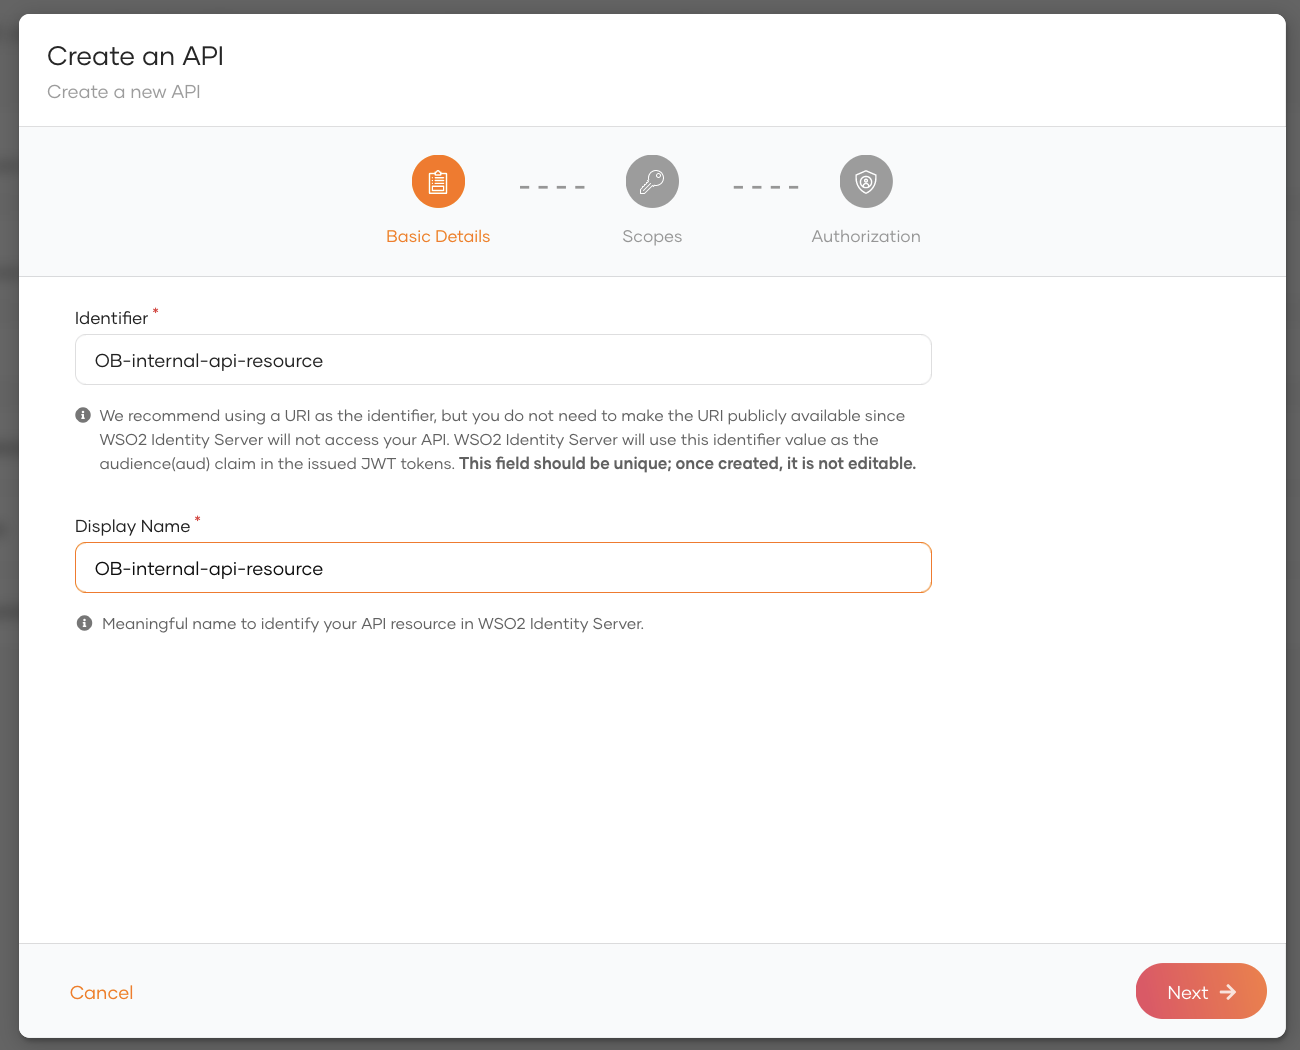 Create an API
Create a new API
Basic Details
Scopes
Authorization
Identifier *
OB-internal-api-resource
We recommend using a URI as the identifier, but you do not need to make the URI publicly available since
WSO2 Identity Server will not access your API. WSO2 Identity Server will use this identifier value as the
audience(aud) claim in the issued JWT tokens. This field should be unique; once created, it is not editable.
Display Name *
OB-internal-api-resource
Meaningful name to identify your API resource in WSO2 Identity Server.
Cancel
Next